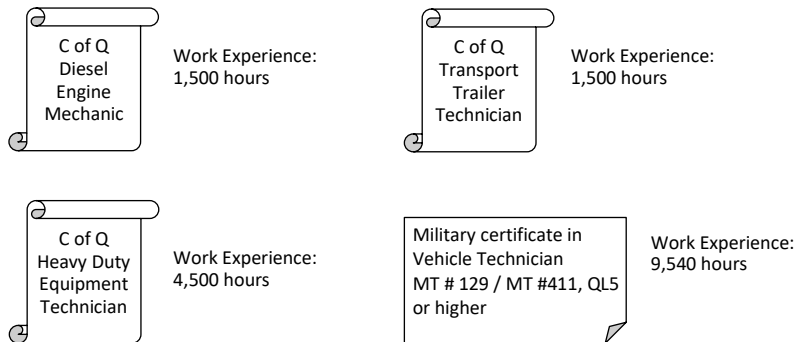 C of Q
Diesel
Engine
Mechanic
Work Experience:
1,500 hours
C of Q
Transport
Trailer
Technician
Work Experience:
1,500 hours
C of Q
Heavy Duty
Equipment
Technician
Work Experience:
4,500 hours
Military certificate in
Vehicle Technician
MT # 129 / MT #411, QL5
or higher
Work Experience:
9,540 hours